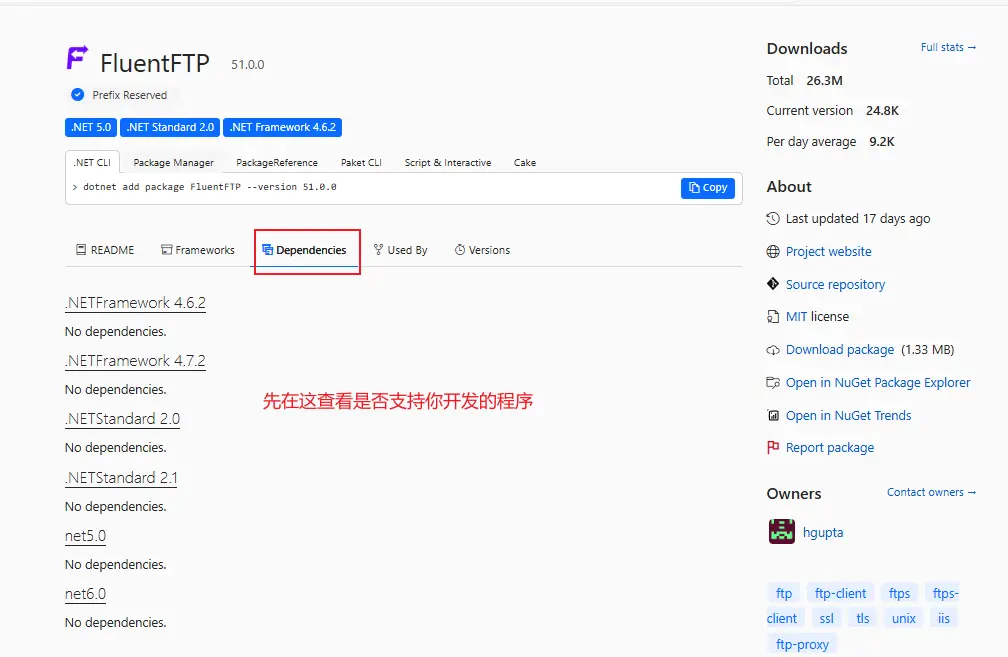 FluentFTP 51.0.0
Prefix Reserved
.NET 5.0 .NET Standard 2.0 .NET Framework 4.6.2
.NET CLI Package Manager PackageReference Paket CLI Script & Interactive Cake
> dotnet add package FluentFTP --version 51.0.0 Copy
README Frameworks Dependencies Used By Versions
.NETFramework 4.6.2
No dependencies.
.NETFramework 4.7.2
No dependencies.
先在这查看是否支持你开发的程序
.NETStandard 2.0
No dependencies.
.NETStandard 2.1
No dependencies.
net5.0
No dependencies.
net6.0
No dependencies.
Downloads Full stats →
Total 26.3M
Current version 24.8K
Per day average 9.2K
About
Last updated 17 days ago
Project website
Source repository
MIT license
Download package (1.33 MB)
Open in NuGet Package Explorer
Open in NuGet Trends
Report package
Owners Contact owners →
hgupta
ftp ftp-client ftps ftps-
client ssl tls unix iis
ftp-proxy